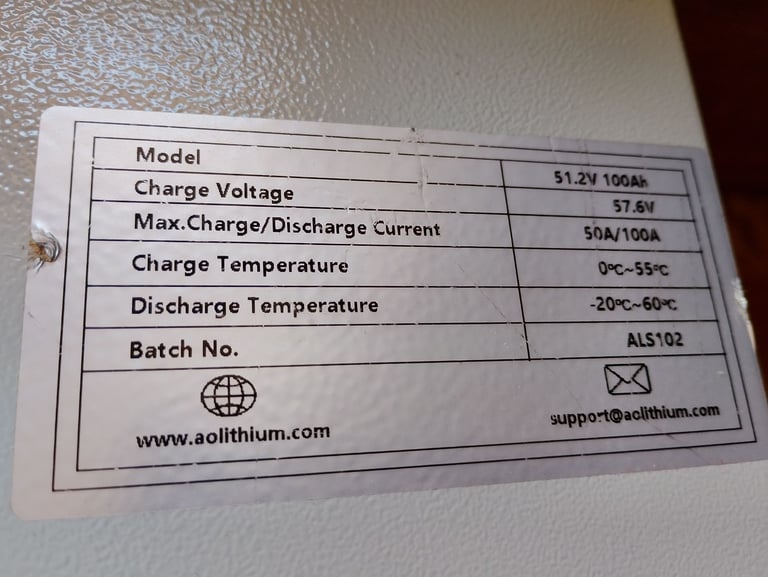 Model 51.2V 100Ah
Charge Voltage 57.6V
Max.Charge/Discharge Current 50A/100A
Charge Temperature 0°C~55°C
Discharge Temperature -20°C~60°C
Batch No. ALS102
www.aolithium.com support@aolithium.com